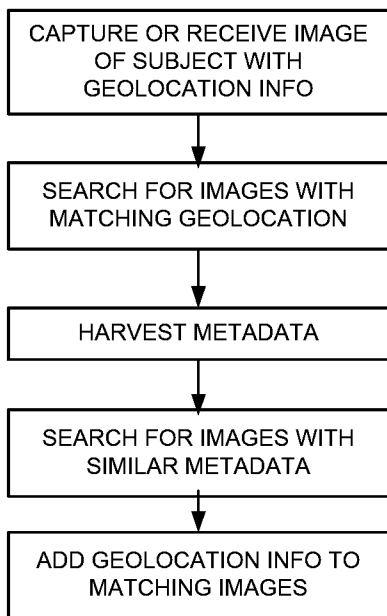 CAPTURE OR RECEIVE IMAGE
OF SUBJECT WITH
GEOLOCATION INFO
SEARCH FOR IMAGES WITH
MATCHING GEOLOCATION
HARVEST METADATA
SEARCH FOR IMAGES WITH
SIMILAR METADATA
ADD GEOLOCATION INFO TO
MATCHING IMAGES